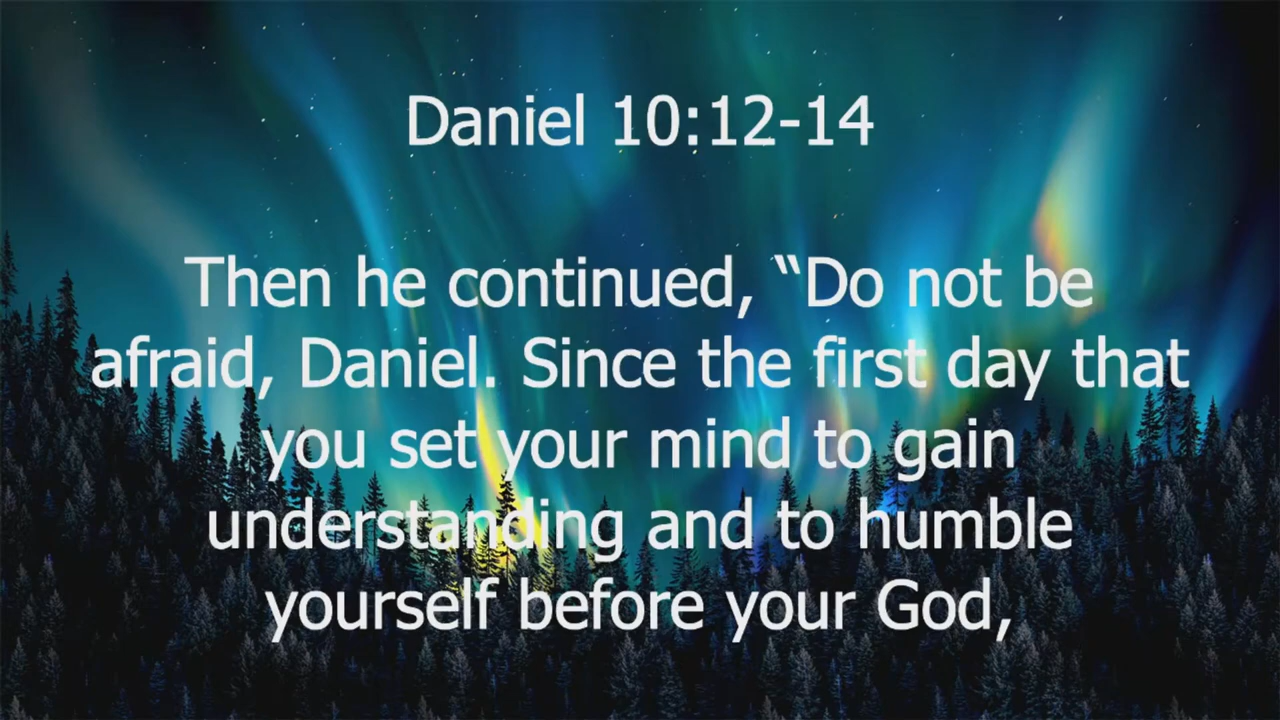 Daniel 10:12-14
Then he continued, “Do not be
afraid, Daniel. Since the first day that
you set your mind to gain
understanding and to humble
yourself before your God,